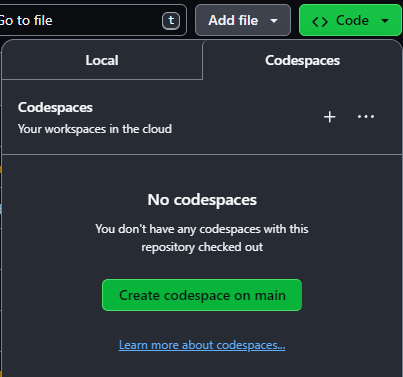 Go to file
t
Add file
Code
Local
Codespaces
Codespaces
Your workspaces in the cloud
No codespaces
You don't have any codespaces with this
repository checked out
Create codespace on main
Learn more about codespaces...